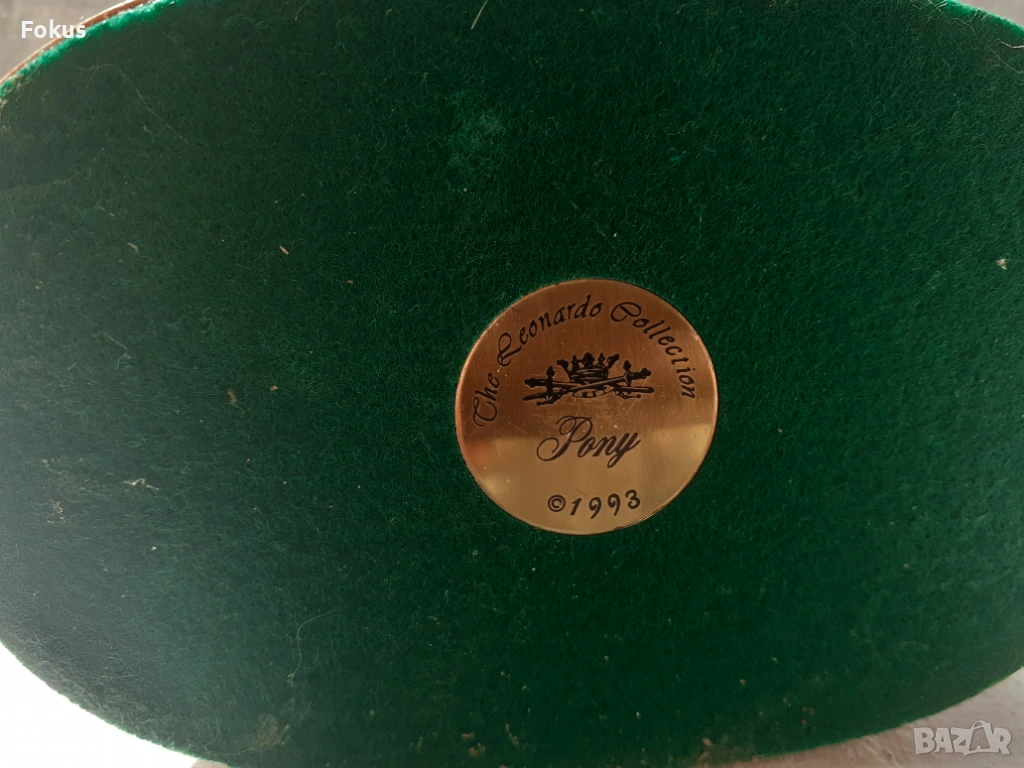 Fokus
The Leonardo Collection
Pony
©1993
BAZAR